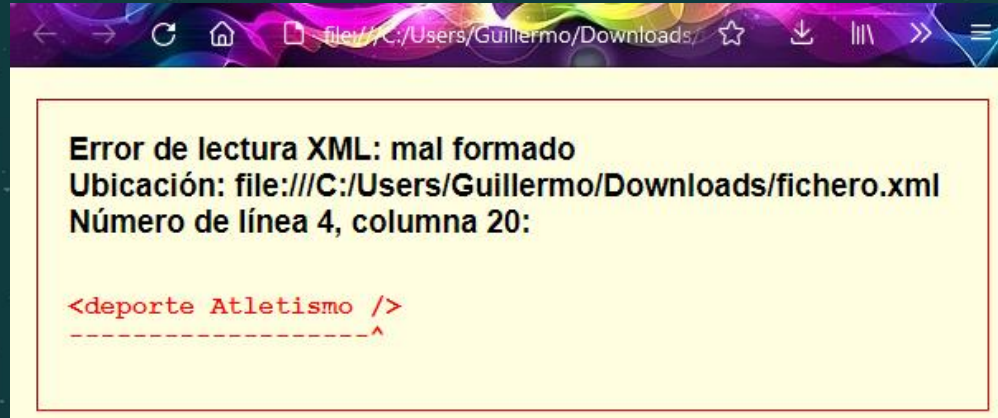 file:///C:/Users/Guillermo/Downloads/
Error de lectura XML: mal formado
Ubicación: file:///C:/Users/Guillermo/Downloads/fichero.xml
Número de línea 4, columna 20:
<deporte Atletismo />
-------------------^